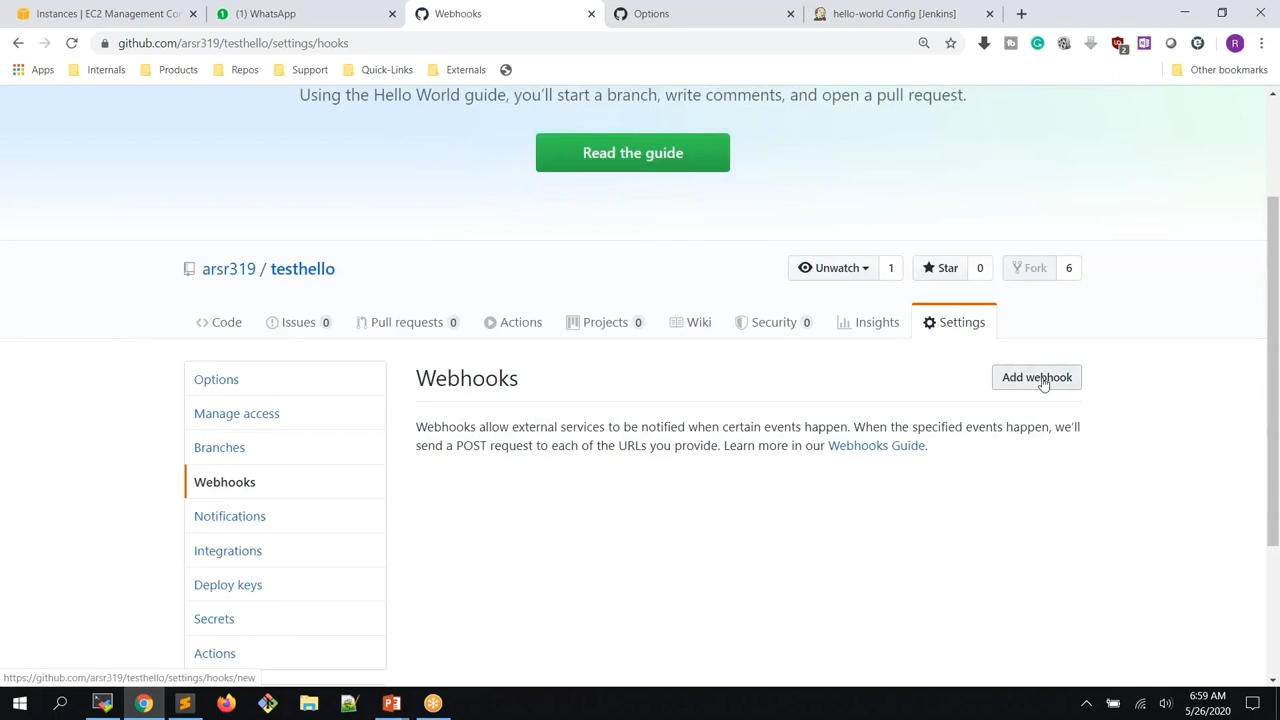 Instances | EC2 Management Con
(1) WhatsApp
Webhooks
Options
hello-world Config [Jenkins]
github.com/arsr319/testhello/settings/hooks
2
R
Apps
Internals
Products
Repos
Support
Quick-Links
Externals
Other bookmarks
Using the Hello World guide, you'll start a branch, write comments, and open a pull request.
Read the guide
arsr319 / testhello
Unwatch 1
Star 0
Fork 6
Code
Issues 0
Pull requests 0
Actions
Projects 0
Wiki
Security 0
Insights
Settings
Options
Manage access
Branches
Webhooks
Notifications
Integrations
Deploy keys
Secrets
Actions
Webhooks
Add webhook
Webhooks allow external services to be notified when certain events happen. When the specified events happen, we'll
send a POST request to each of the URLs you provide. Learn more in our Webhooks Guide.
https://github.com/arsr319/testhello/settings/hooks/new
6:59 AM
5/26/2020